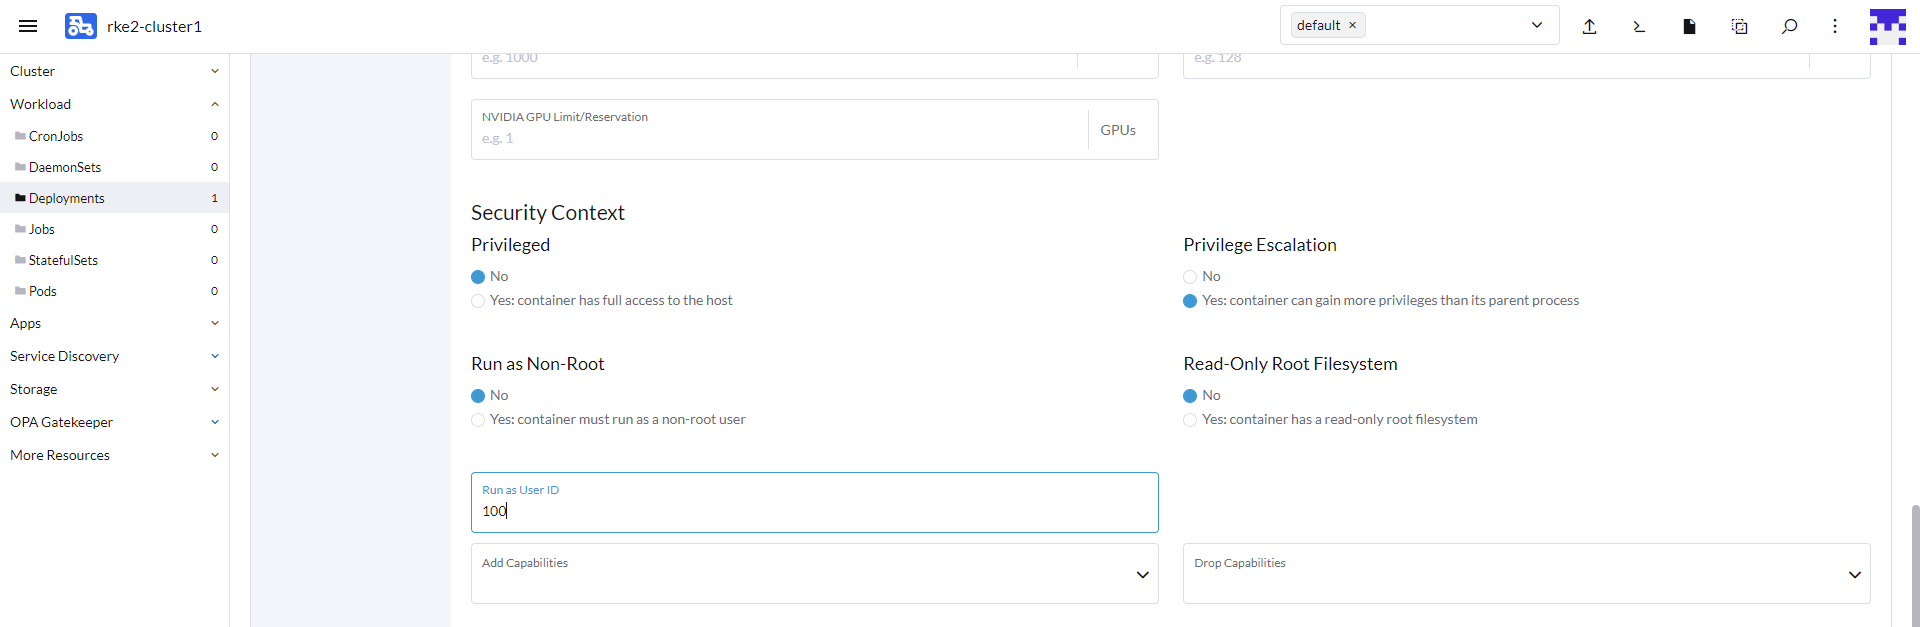 rke2-cluster1
default ×
Cluster
Workload
CronJobs 0
DaemonSets 0
Deployments 1
Jobs 0
StatefulSets 0
Pods 0
Apps
Service Discovery
Storage
OPA Gatekeeper
More Resources
e.g. 1000
e.g. 128
NVIDIA GPU Limit/Reservation
e.g. 1
GPUs
Security Context
Privileged
No
Yes: container has full access to the host
Privilege Escalation
No
Yes: container can gain more privileges than its parent process
Run as Non-Root
No
Yes: container must run as a non-root user
Read-Only Root Filesystem
No
Yes: container has a read-only root filesystem
Run as User ID
100
Add Capabilities
Drop Capabilities